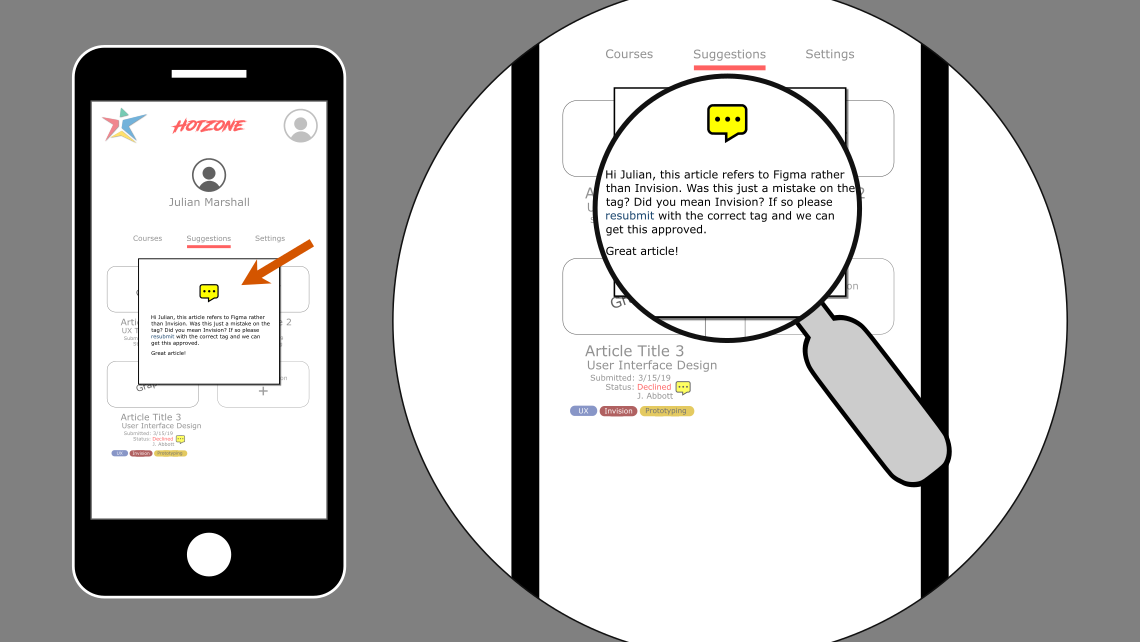 HOTZONE
Julian Marshall
Courses Suggestions Settings
Hi Julian, this article refers to Figma rather
than Invision. Was this just a mistake on the
tag? Did you mean Invision? If so please
resubmit with the correct tag and we can
get this approved.
Great article!
2
Article Title 3
User Interface Design
Submitted: 3/15/19
Status: Declined
J. Abbott
UX Invision Prototyping
Courses Suggestions Settings
Hi Julian, this article refers to Figma rather
than Invision. Was this just a mistake on the
tag? Did you mean Invision? If so please
resubmit with the correct tag and we can
get this approved.
Great article!
Article Title 3
User Interface Design
Submitted: 3/15/19
Status: Declined
J. Abbott
UX Invision Prototyping